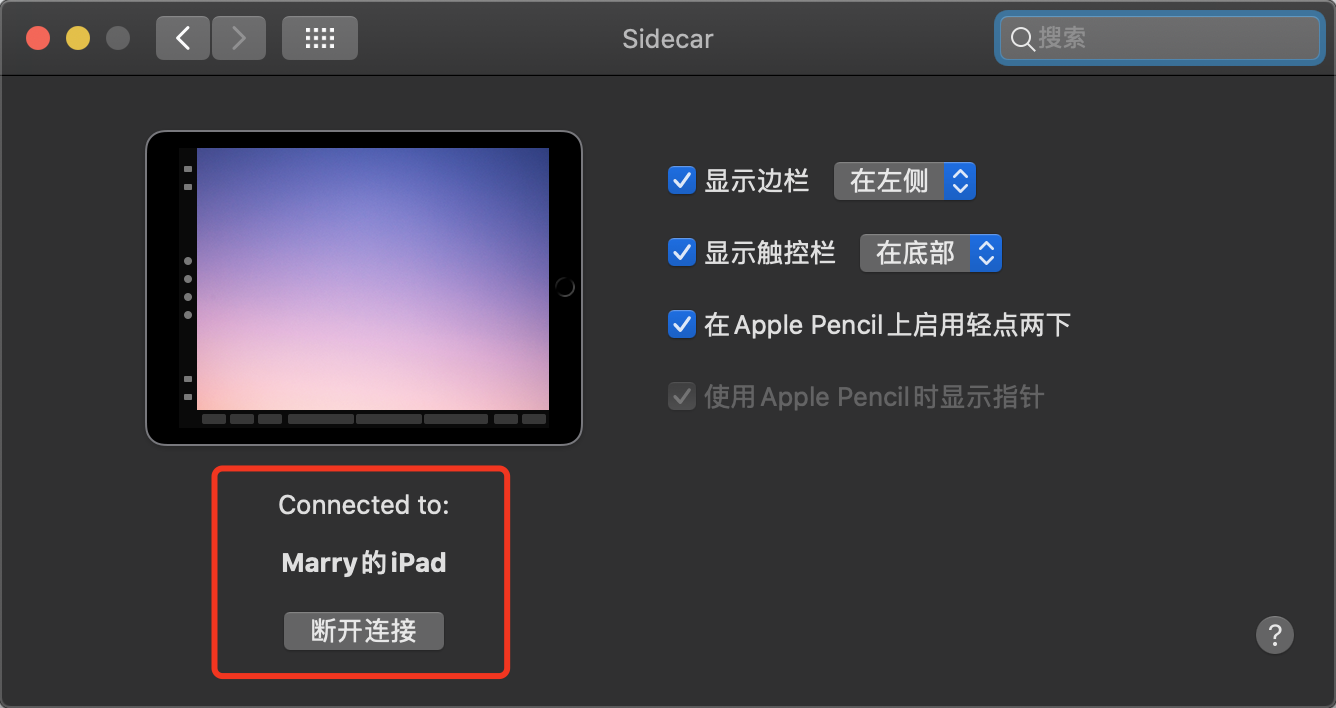 Sidecar
搜索
显示边栏 在左侧
显示触控栏 在底部
在Apple Pencil上启用轻点两下
使用Apple Pencil时显示指针
Connected to:
Marry的iPad
断开连接
?